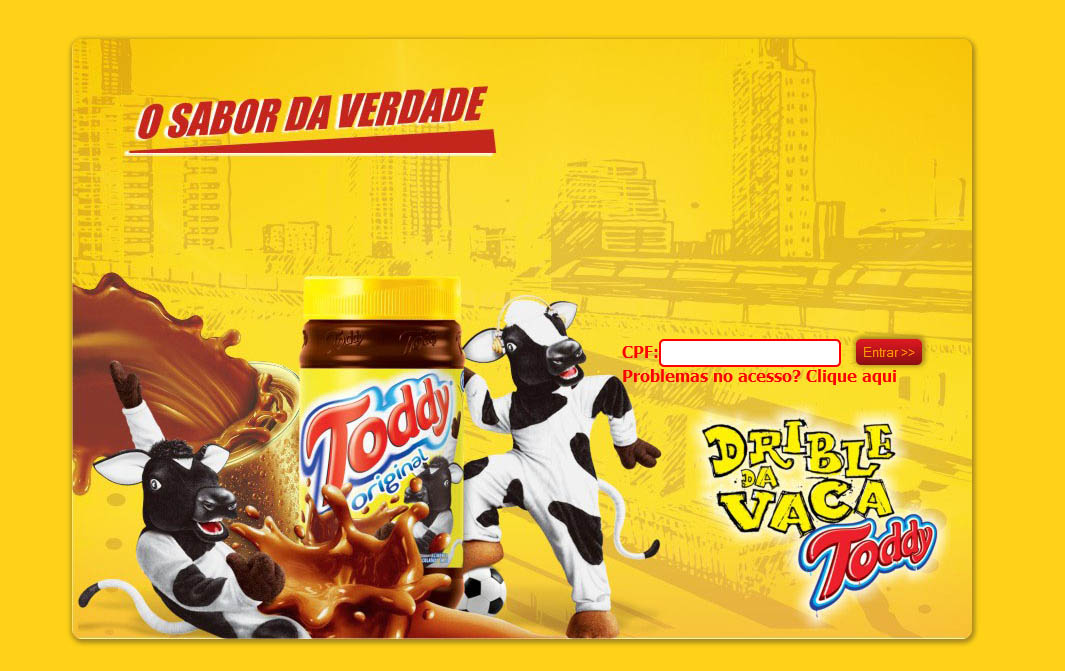 O SABOR DA VERDADE
CPF:
Entrar >>
Problemas no acesso? Clique aqui
Toddy
original
DRIBLE
DA
VACA
Toddy